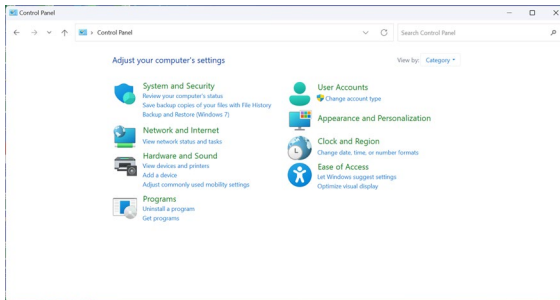 Control Panel
Control Panel
Search Control Panel
Adjust your computer's settings
View by: Category
System and Security
Review your computer's status
Save backup copies of your files with File History
Backup and Restore (Windows 7)
Network and Internet
View network status and tasks
Hardware and Sound
View devices and printers
Add a device
Adjust commonly used mobility settings
Programs
Uninstall a program
Get programs
User Accounts
Change account type
Appearance and Personalization
Clock and Region
Change date, time, or number formats
Ease of Access
Let Windows suggest settings
Optimize visual display